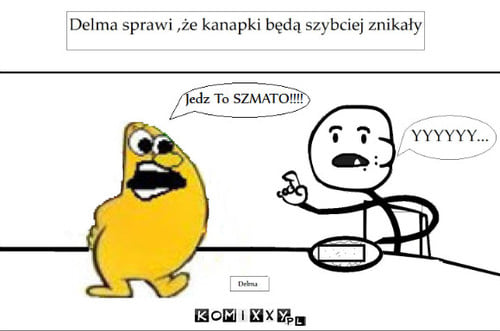 Delma sprawi ,że kanapki będą szybciej znikały
Jedz To SZMATO!!!!
YYYYYY...
Delma
KOMIXXY.PL